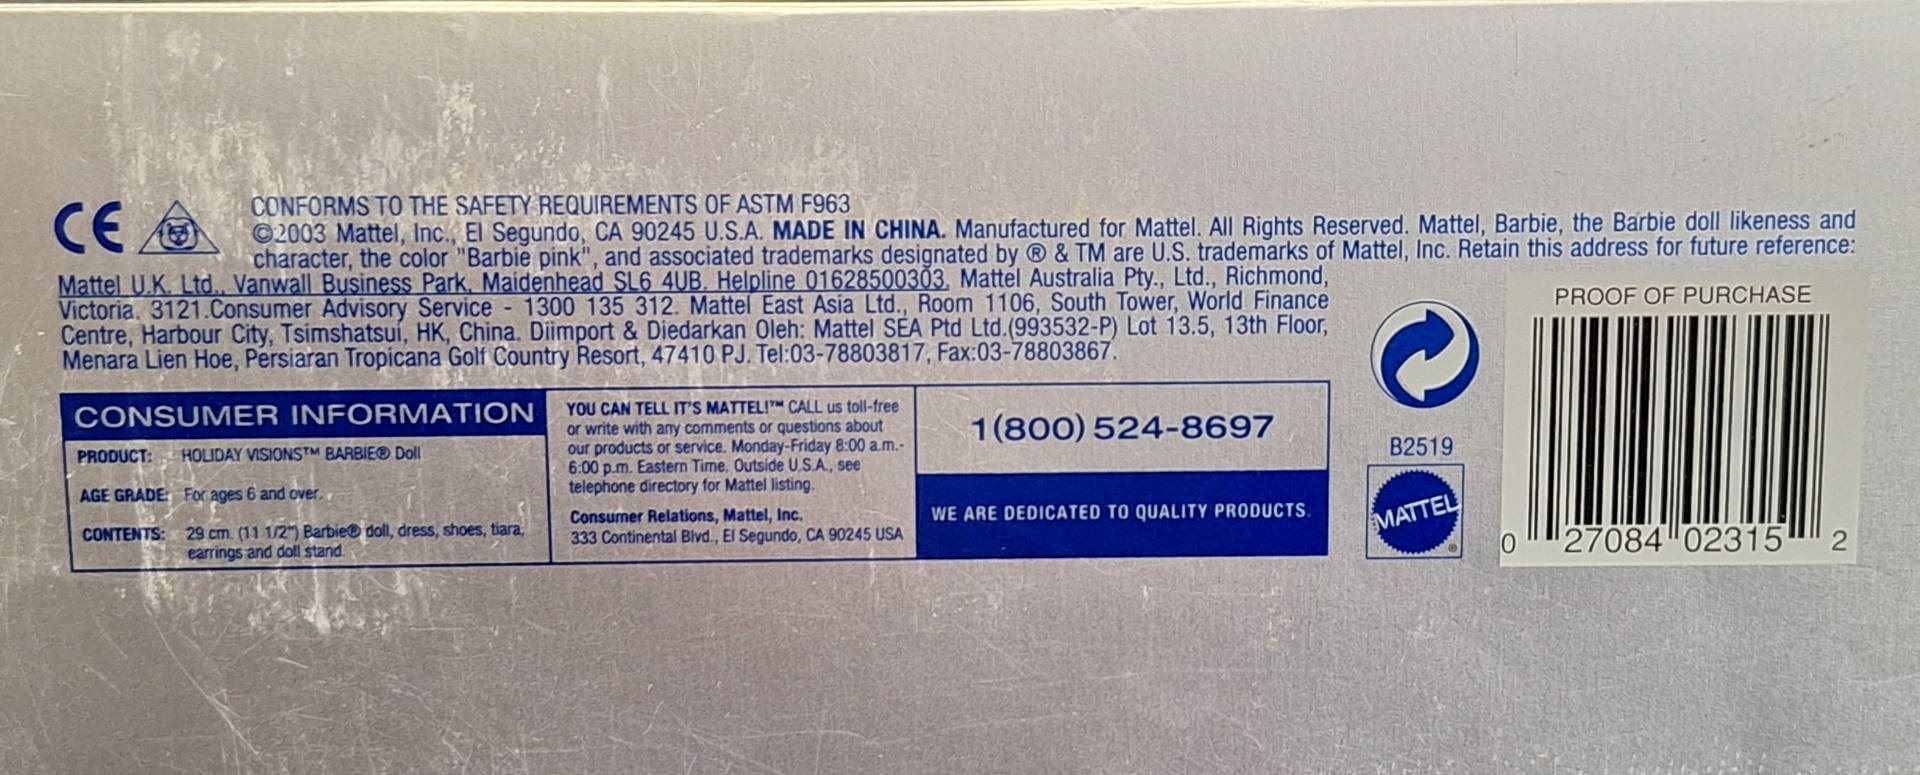 CE
CONFORMS TO THE SAFETY REQUIREMENTS OF ASTM F963
©2003 Mattel, Inc., El Segundo, CA 90245 U.S.A. MADE IN CHINA. Manufactured for Mattel. All Rights Reserved. Mattel, Barbie, the Barbie doll likeness and
character, the color "Barbie pink", and associated trademarks designated by ® & TM are U.S. trademarks of Mattel, Inc. Retain this address for future reference:
Mattel U.K. Ltd., Vanwall Business Park, Maidenhead SL6 4UB. Helpline 01628500303. Mattel Australia Pty., Ltd., Richmond,
Victoria. 3121.Consumer Advisory Service - 1300 135 312. Mattel East Asia Ltd., Room 1106, South Tower, World Finance
Centre, Harbour City, Tsimshatsui, HK, China. Diimport & Diedarkan Oleh: Mattel SEA Ptd Ltd.(993532-P) Lot 13.5, 13th Floor,
Menara Lien Hoe, Persiaran Tropicana Golf Country Resort, 47410 PJ. Tel:03-78803817, Fax:03-78803867.
CONSUMER INFORMATION
PRODUCT: HOLIDAY VISIONS™ BARBIE® Doll
AGE GRADE: For ages 6 and over.
CONTENTS: 29 cm. (11 1/2") Barbie® doll, dress, shoes, tiara,
earrings and doll stand.
YOU CAN TELL IT'S MATTEL!™ CALL us toll-free
or write with any comments or questions about
our products or service. Monday-Friday 8:00 a.m.-
6:00 p.m. Eastern Time. Outside U.S.A., see
telephone directory for Mattel listing.
Consumer Relations, Mattel, Inc.
333 Continental Blvd., El Segundo, CA 90245 USA
1(800) 524-8697
WE ARE DEDICATED TO QUALITY PRODUCTS.
B2519
MATTEL®
PROOF OF PURCHASE
0 27084 02315 2